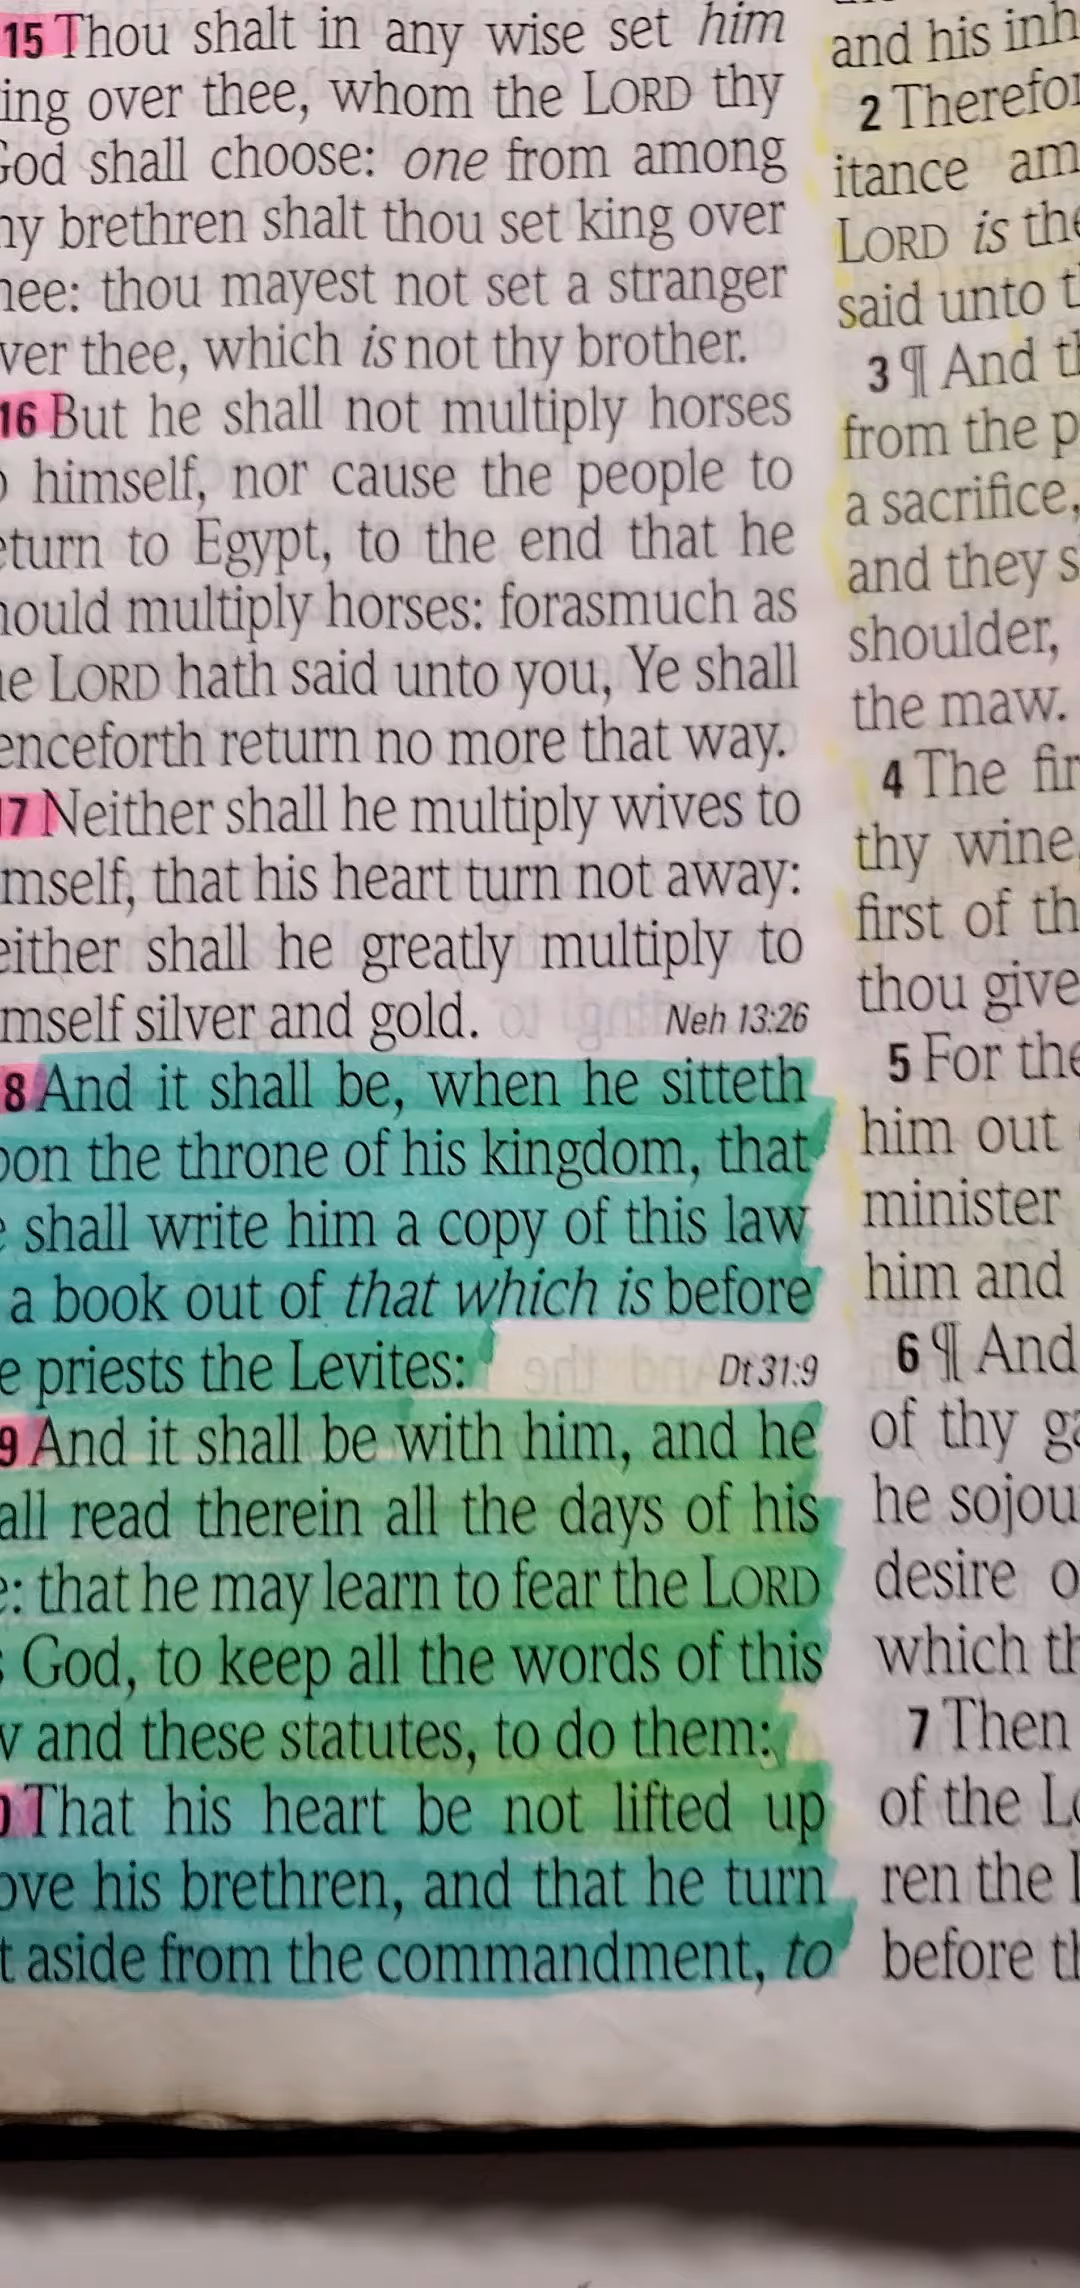 15 Thou shalt in any wise set him
ing over thee, whom the LORD thy
God shall choose: one from among
hy brethren shalt thou set king over
hee: thou mayest not set a stranger
ver thee, which is not thy brother.
16 But he shall not multiply horses
o himself, nor cause the people to
eturn to Egypt, to the end that he
hould multiply horses: forasmuch as
he LORD hath said unto you, Ye shall
enceforth return no more that way.
17 Neither shall he multiply wives to
mself, that his heart turn not away:
either shall he greatly multiply to
mself silver and gold. Neh 13:26
8 And it shall be, when he sitteth
pon the throne of his kingdom, that
e shall write him a copy of this law
a book out of that which is before
e priests the Levites: Dt 31:9
9 And it shall be with him, and he
all read therein all the days of his
e: that he may learn to fear the LORD
s God, to keep all the words of this
w and these statutes, to do them:
0 That his heart be not lifted up
ove his brethren, and that he turn
t aside from the commandment, to
and his inh
2 Therefor
itance am
LORD is the
said unto t
3 ¶ And th
from the p
a sacrifice,
and they s
shoulder,
the maw.
4 The fir
thy wine,
first of th
thou give
5 For the
him out
minister
him and
6 ¶ And
of thy ga
he sojou
desire o
which th
7 Then
of the Lo
ren the l
before th